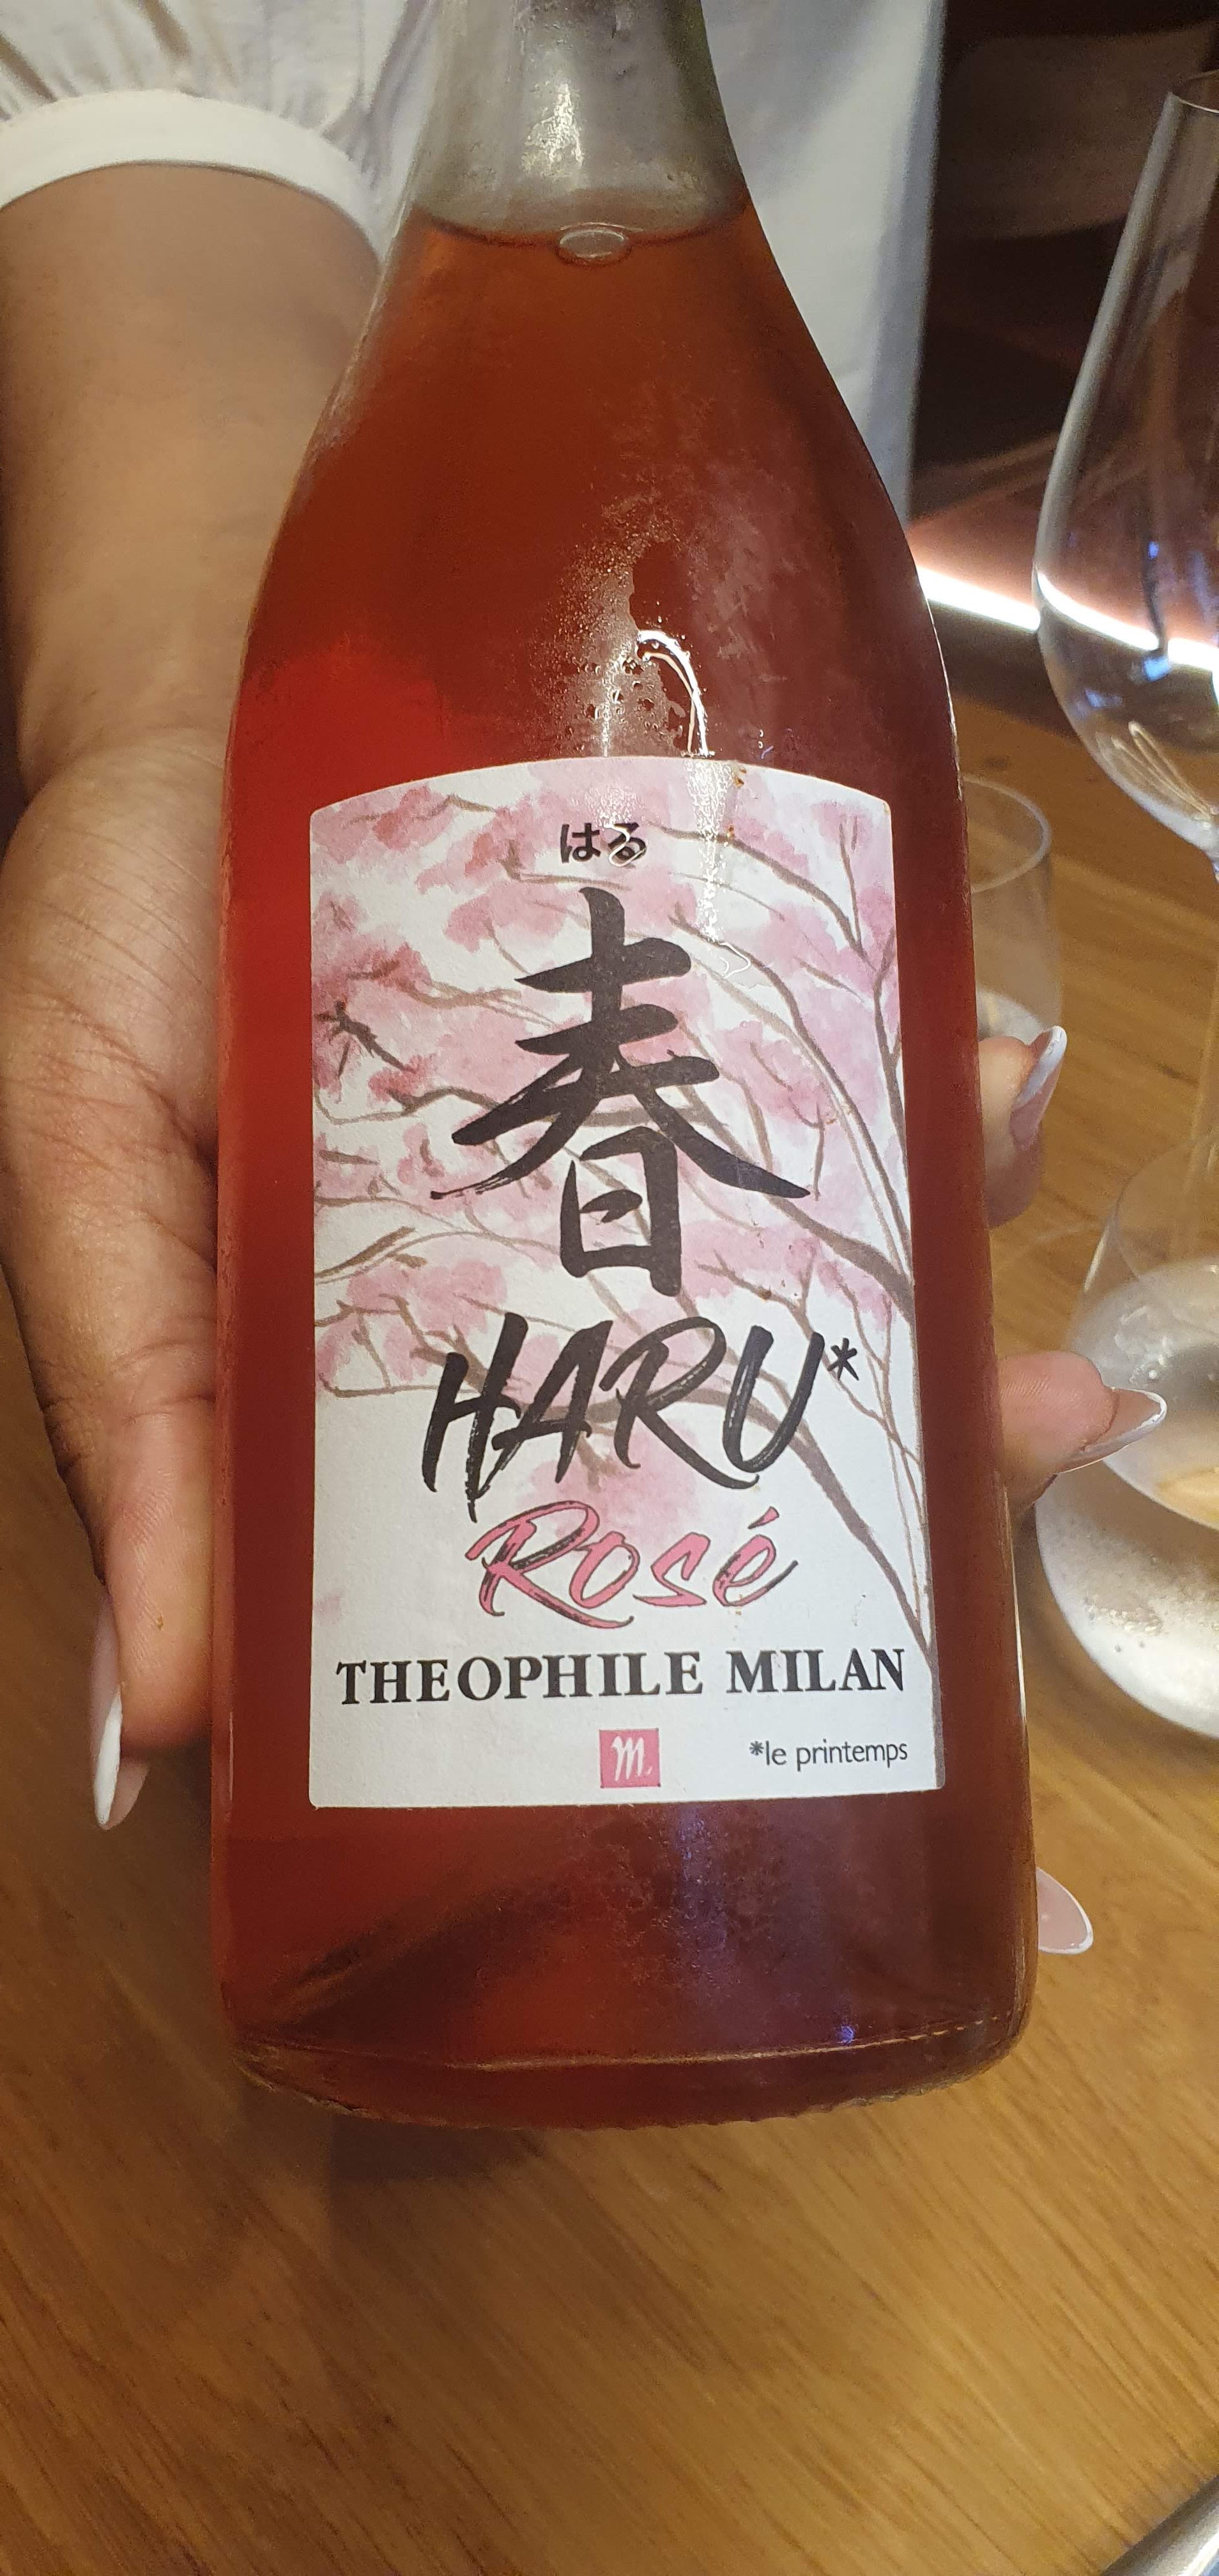 はる
春
HARU*
Rosé
THEOPHILE MILAN
m
*le printemps